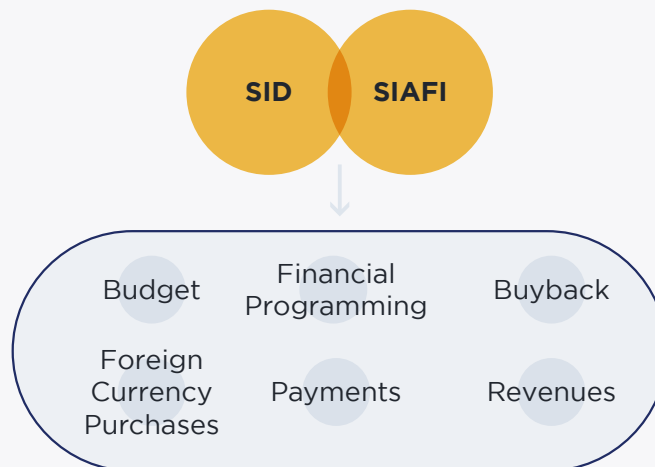 SID
SIAFI
Budget
Financial
Programming
Buyback
Foreign
Currency
Purchases
Payments
Revenues